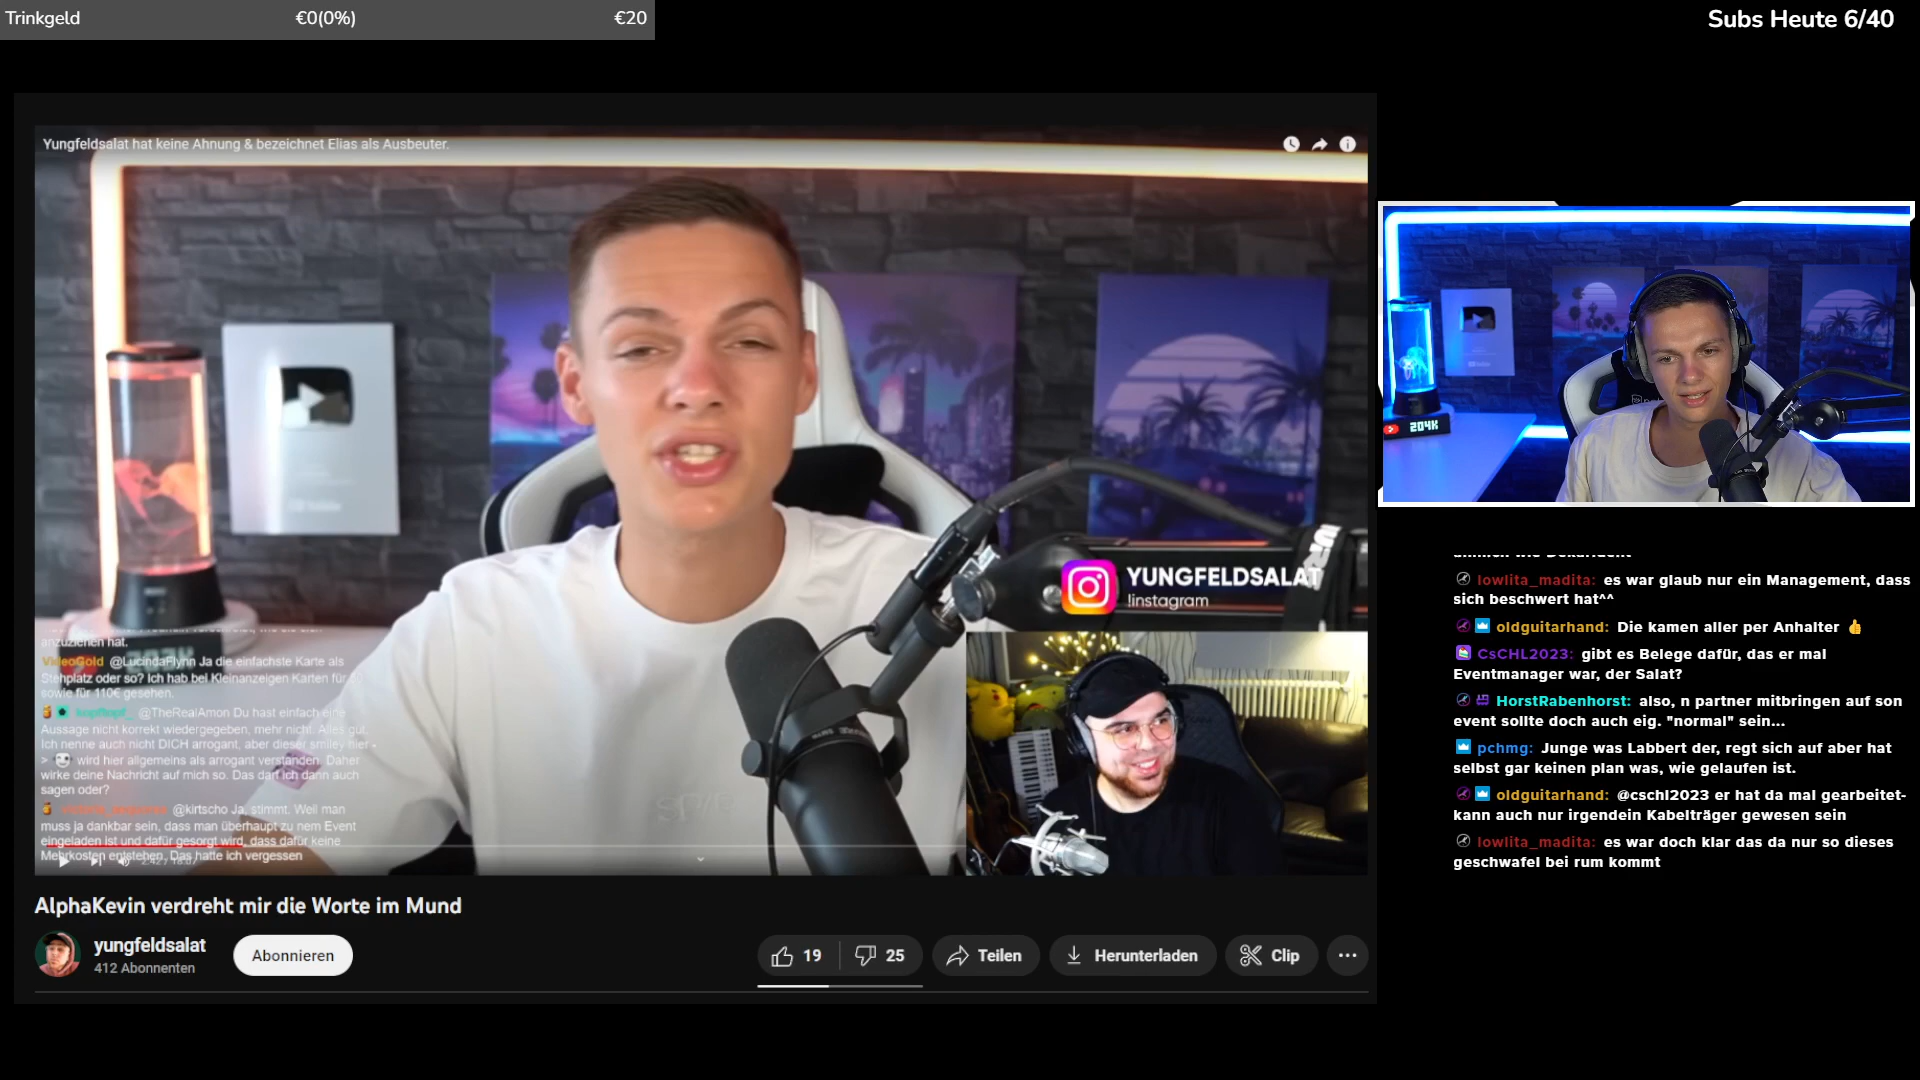 Trinkgeld €0(0%) €20
Subs Heute 6/40
Yungfeldsalat hat keine Ahnung & bezeichnet Elias als Ausbeuter.
204K
YUNGFELDSALAT
!instagram
anzuziehen hat.
VideoGold @LucindaFlynn Ja die einfachste Karte als
Stehplatz oder so? Ich hab bei Kleinanzeigen Karten für
sowie für 110€ gesehen.
kopftopf_ @TheRealAmon Du hast einfach eine
Aussage nicht korrekt wiedergegeben, mehr nicht. Alles gut.
Ich nenne auch nicht DICH arrogant, aber dieser smiley hier -
> wird hier allgemeins als arrogant verstanden. Daher
wirke deine Nachricht auf mich so. Das darf ich dann auch
sagen oder?
@kirtscho Ja, stimmt. Weil man
muss ja dankbar sein, dass man überhaupt zu nem Event
eingeladen ist und dafür gesorgt wird, dass dafür keine
Mehrkosten entstehen. Das hatte ich vergessen
AlphaKevin verdreht mir die Worte im Mund
yungfeldsalat
412 Abonnenten
Abonnieren
19
25
Teilen
Herunterladen
Clip
lowlita_madita: es war glaub nur ein Management, dass
sich beschwert hat^^
oldguitarhand: Die kamen aller per Anhalter 👍
CsCHL2023: gibt es Belege dafür, das er mal
Eventmanager war, der Salat?
HorstRabenhorst: also, n partner mitbringen auf son
event sollte doch auch eig. "normal" sein...
pchmg: Junge was Labbert der, regt sich auf aber hat
selbst gar keinen plan was, wie gelaufen ist.
oldguitarhand: @cschl2023 er hat da mal gearbeitet-
kann auch nur irgendein Kabelträger gewesen sein
lowlita_madita: es war doch klar das da nur so dieses
geschwafel bei rum kommt